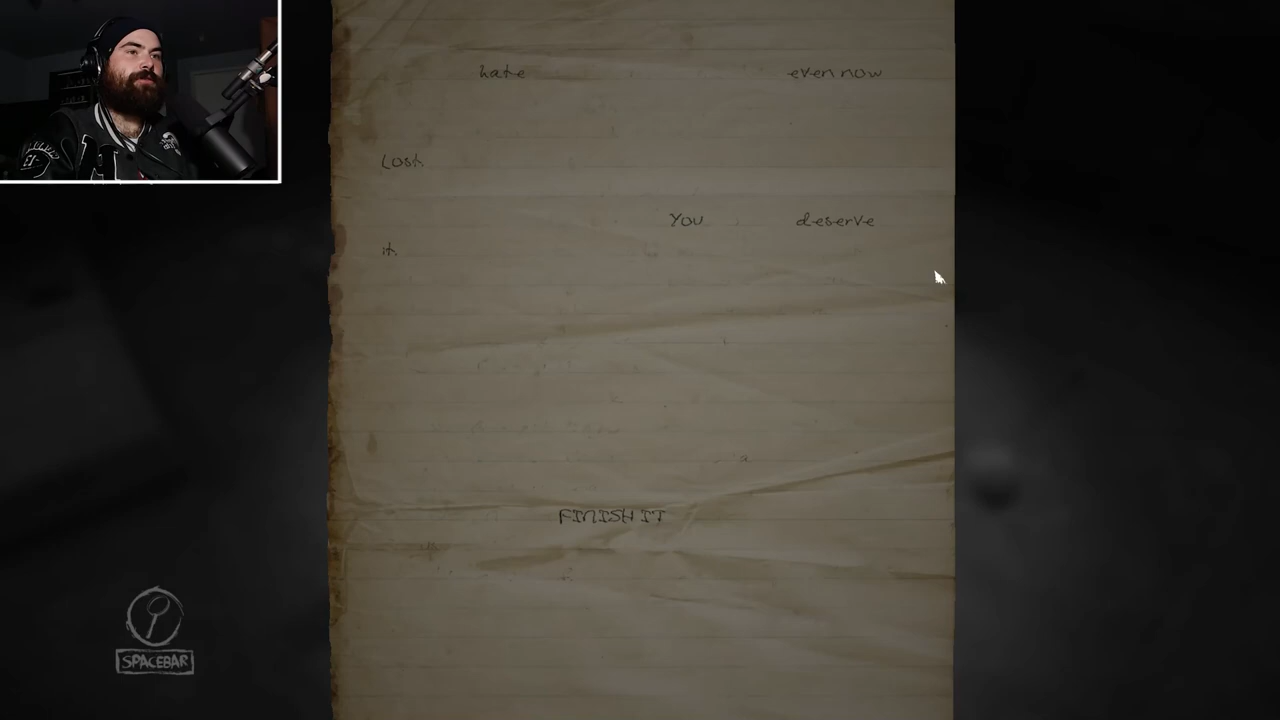 hate even now
Lost.
You deserve
it.
a
FINISH IT
SPACEBAR